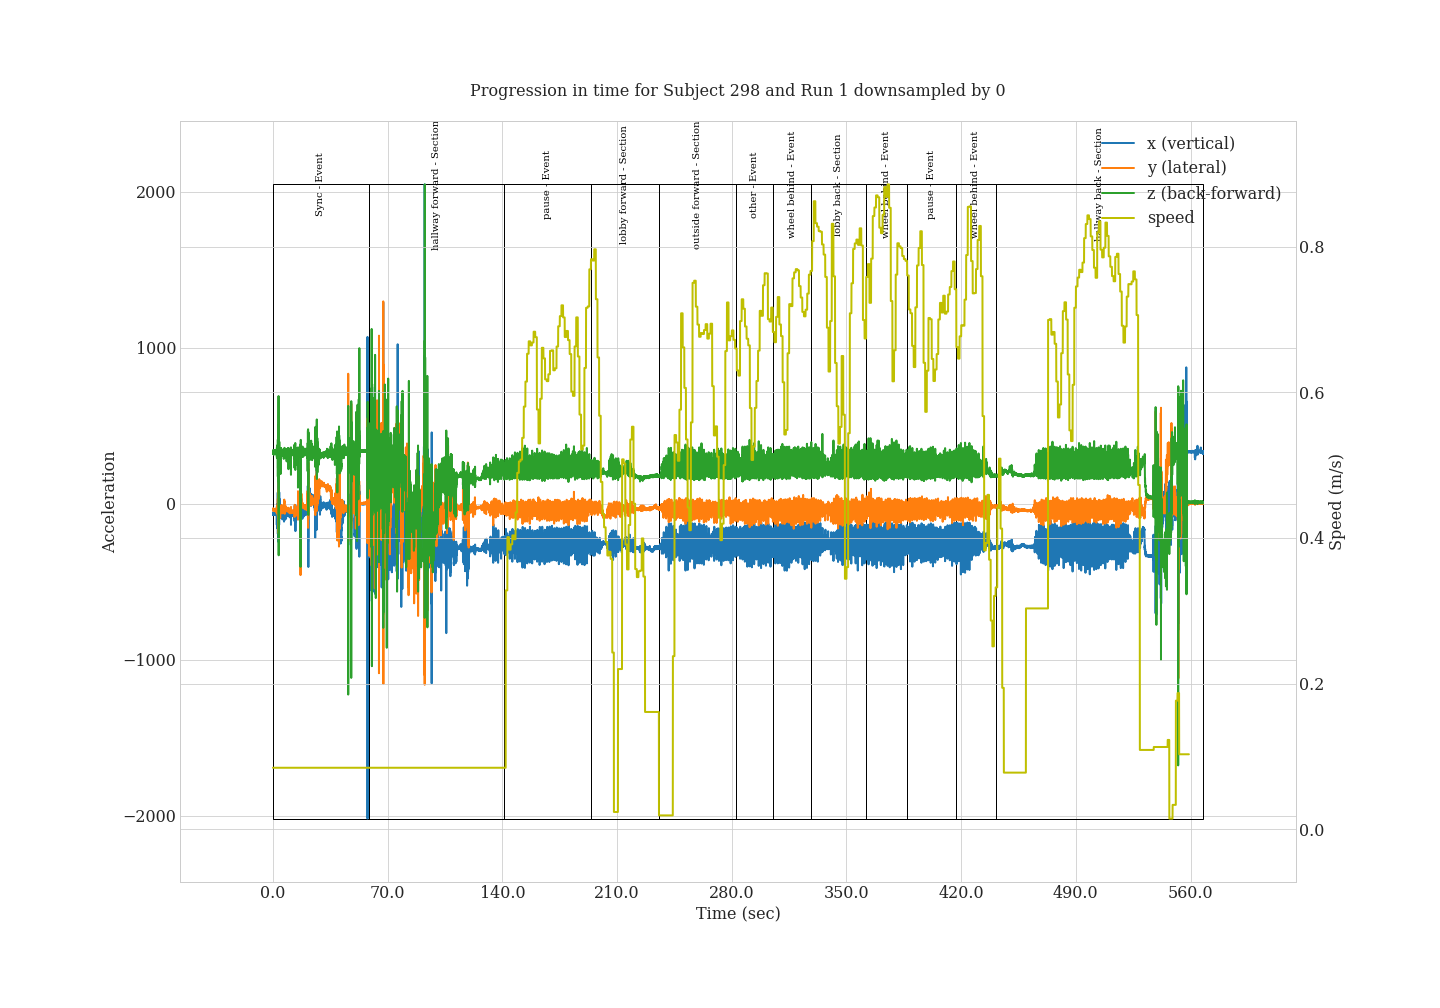 Progression in time for Subject 298 and Run 1 downsampled by 0
Sync - Event
hallway forward - Section
pause - Event
lobby forward - Section
outside forward - Section
other - Event
wheel behind - Event
lobby back - Section
wheel behind - Event
pause - Event
wheel behind - Event
hallway back - Section
x (vertical)
y (lateral)
z (back-forward)
speed
2000
1000
0
−1000
−2000
Acceleration
0.8
0.6
0.4
0.2
0.0
Speed (m/s)
0.0 70.0 140.0 210.0 280.0 350.0 420.0 490.0 560.0
Time (sec)